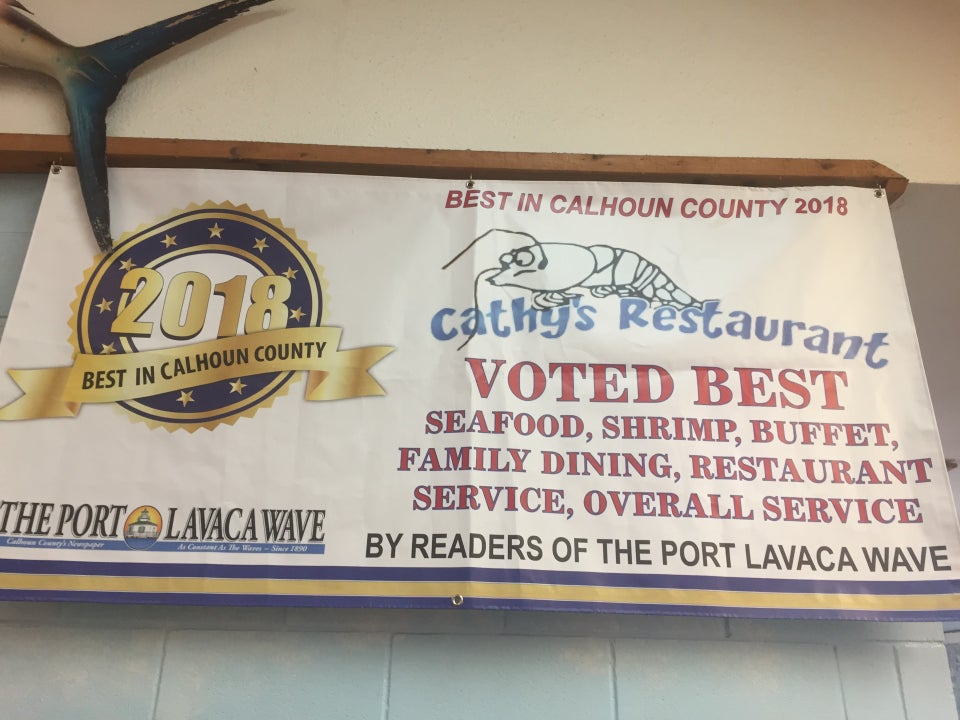 BEST IN CALHOUN COUNTY 2018
2018
BEST IN CALHOUN COUNTY
Cathy's Restaurant
VOTED BEST
SEAFOOD, SHRIMP, BUFFET,
FAMILY DINING, RESTAURANT
SERVICE, OVERALL SERVICE
BY READERS OF THE PORT LAVACA WAVE
THE PORT LAVACA WAVE
Calhoun County's Newspaper
As Constant As The Waves – Since 1890